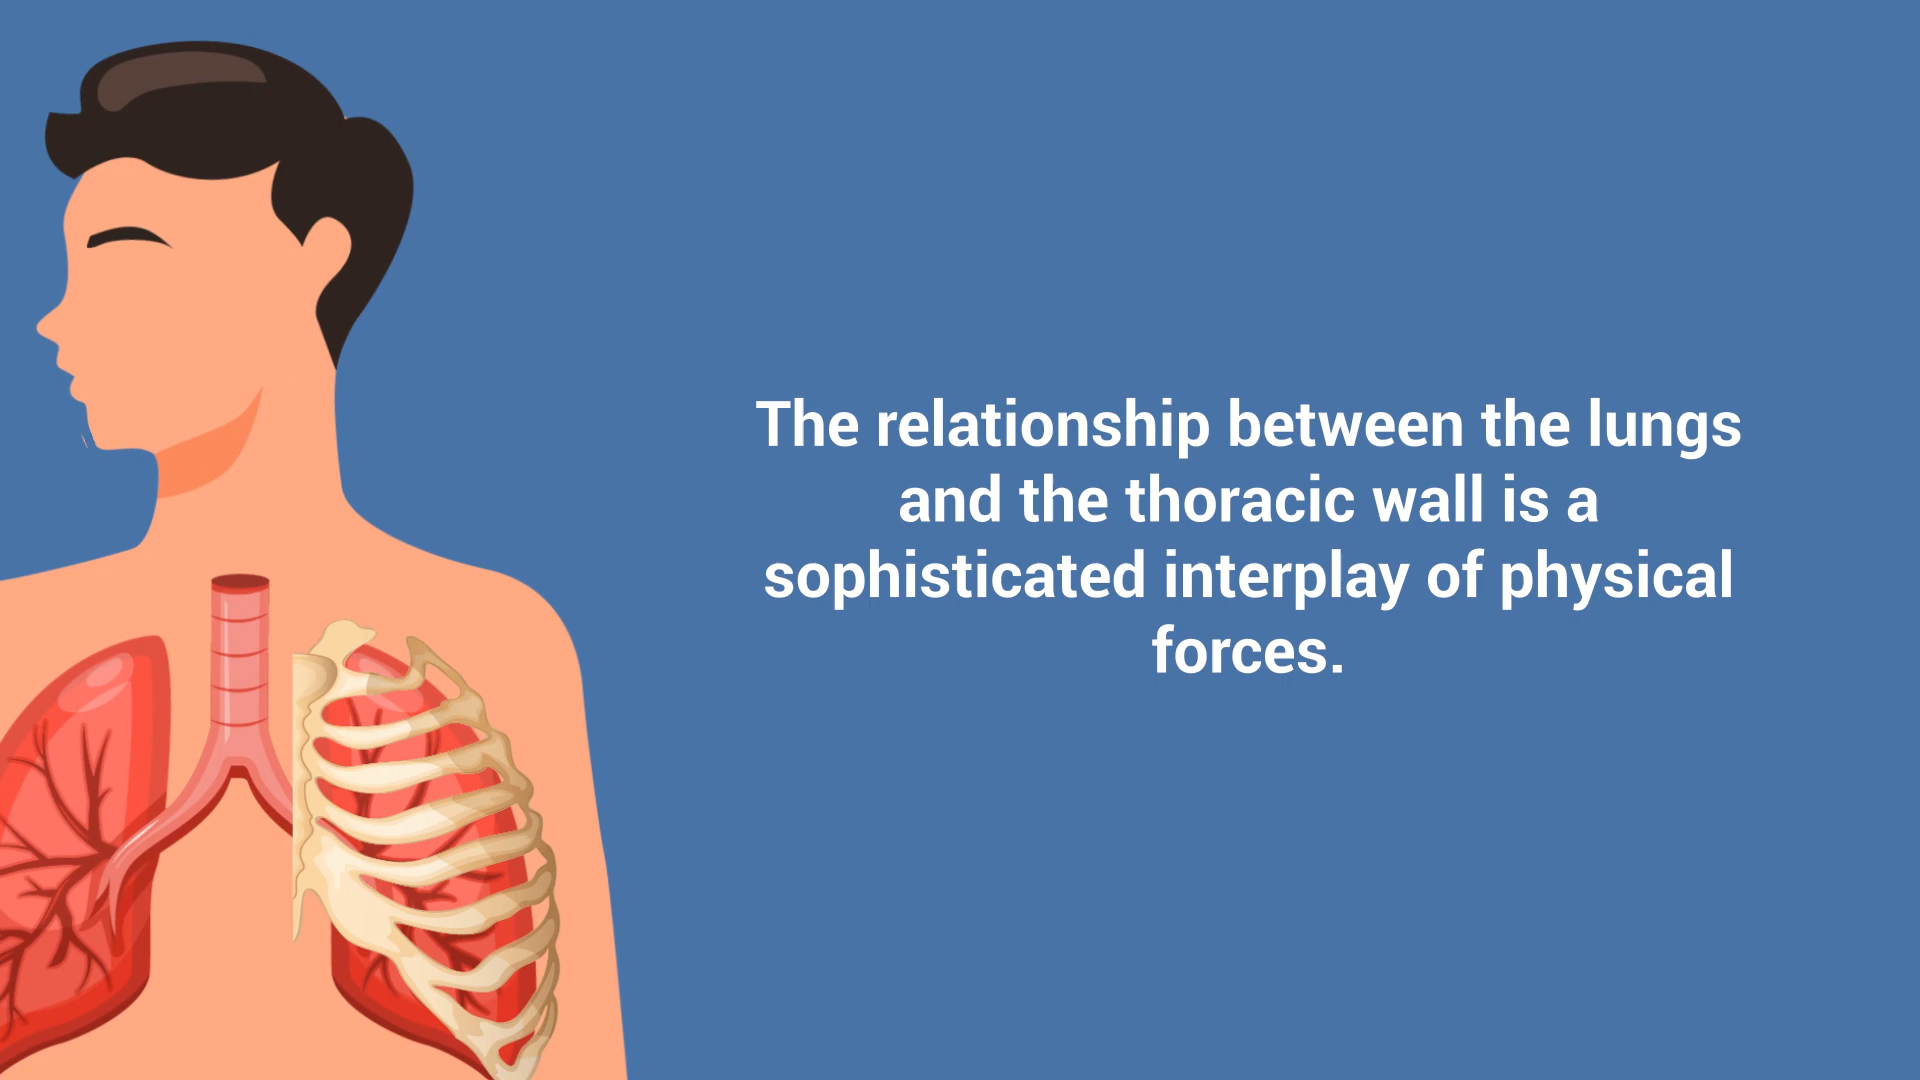 The relationship between the lungs
and the thoracic wall is a
sophisticated interplay of physical
forces.